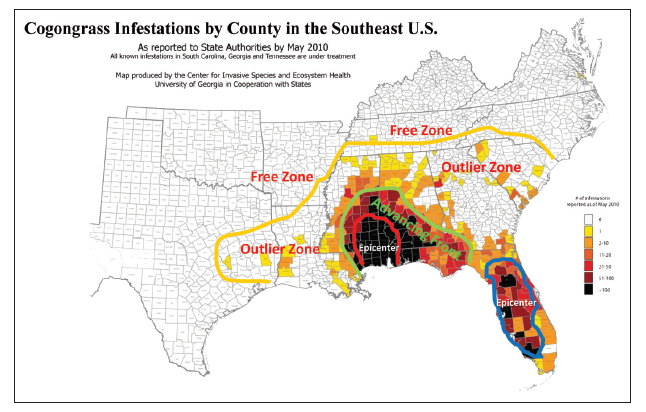 Cogongrass Infestations by County in the Southeast U.S.
As reported to State Authorities by May 2010
All known infestations in South Carolina, Georgia and Tennessee are under treatment
Map produced by the Center for Invasive Species and Ecosystem Health
University of Georgia in Cooperation with States
Free Zone
Outlier Zone
Free Zone
Advancing Front
Outlier Zone
Epicenter
Epicenter
# of infestations
reported as of May 2010
1
2-10
11-20
21-50
51-100
>100